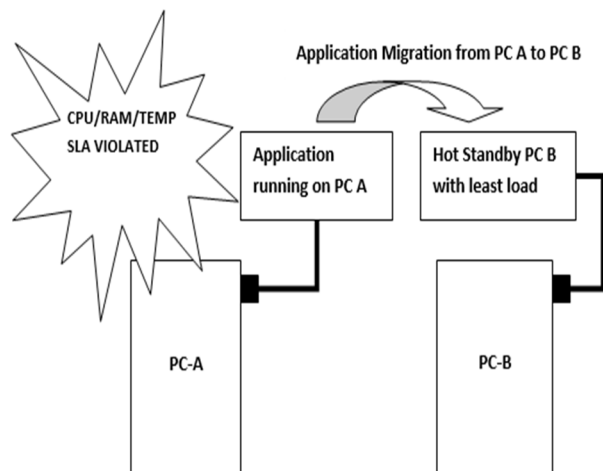 Application Migration from PC A to PC B
CPU/RAM/TEMP
SLA VIOLATED
Application
running on PC A
Hot Standby PC B
with least load
PC-A
PC-B